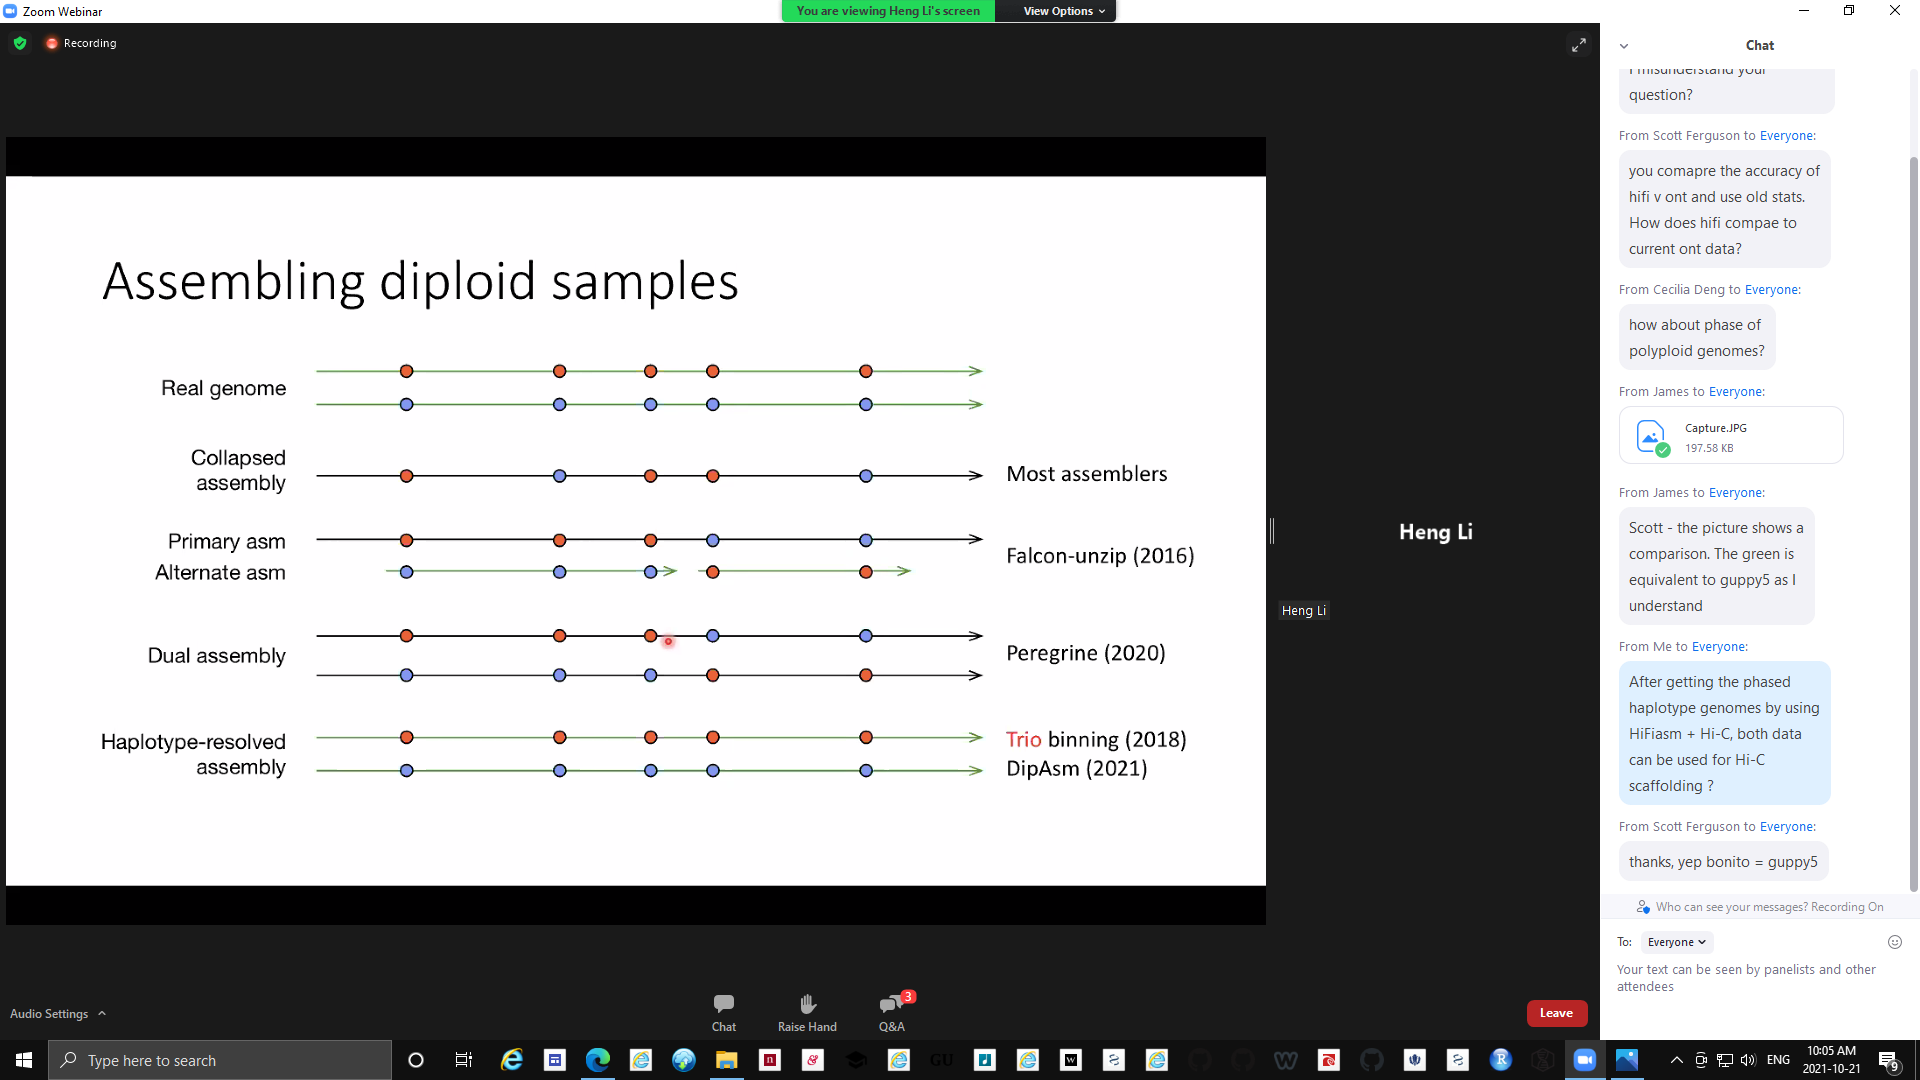 Zoom Webinar
You are viewing Heng Li's screen
View Options
Recording
Assembling diploid samples
Real genome
Collapsed
assembly
Most assemblers
Primary asm
Alternate asm
Falcon-unzip (2016)
Dual assembly
Peregrine (2020)
Haplotype-resolved
assembly
Trio binning (2018)
DipAsm (2021)
Heng Li
Heng Li
Chat
question?
From Scott Ferguson to Everyone:
you comapre the accuracy of
hifi v ont and use old stats.
How does hifi compae to
current ont data?
From Cecilia Deng to Everyone:
how about phase of
polyploid genomes?
From James to Everyone:
Capture.JPG
197.58 KB
From James to Everyone:
Scott - the picture shows a
comparison. The green is
equivalent to guppy5 as I
understand
From Me to Everyone:
After getting the phased
haplotype genomes by using
HiFiasm + Hi-C, both data
can be used for Hi-C
scaffolding ?
From Scott Ferguson to Everyone:
thanks, yep bonito = guppy5
Who can see your messages? Recording On
To: Everyone
Your text can be seen by panelists and other
attendees
Audio Settings
Chat
Raise Hand
3
Q&A
Leave
Type here to search
GU
W
R
ENG
10:05 AM
2021-10-21
9